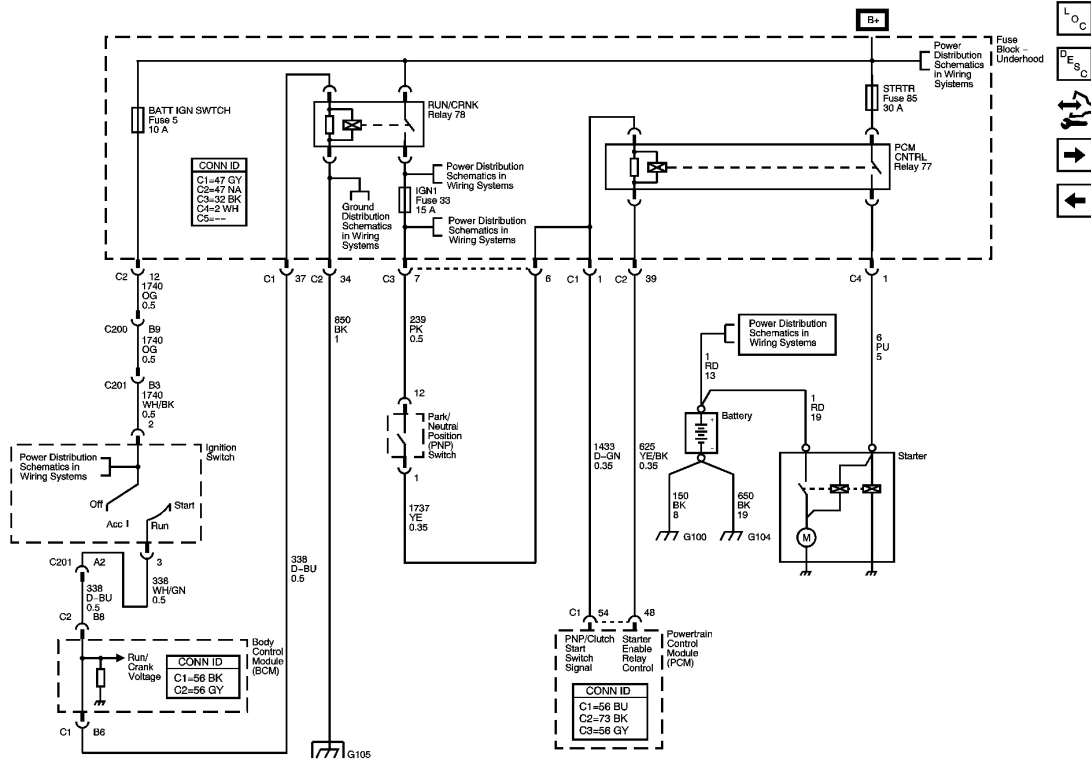 B+
L
O
C
D
E
S
C
Power
Distribution
Schematics
in Wiring
Systems
Fuse
Block –
Underhood
BATT IGN SWTCH
Fuse 5
10 A
RUN/CRNK
Relay 78
STRTR
Fuse 85
30 A
PCM
CNTRL
Relay 77
CONN ID
C1=47 GY
C2=47 NA
C3=32 BK
C4=2 WH
C5=--
Power Distribution
Schematics in
Wiring Systems
IGN1
Fuse 33
15 A
Ground
Distribution
Schematics
in Wiring
Systems
Power Distribution
Schematics in
Wiring Systems
C2 12
C1 37
C2 34
C3 7
6
C1 1
C2 39
C4 1
1740
OG
0.5
C200 B9
1740
OG
0.5
C201 B3
1740
WH/BK
0.5
2
850
BK
1
239
PK
0.5
6
PU
5
Power Distribution
Schematics in
Wiring Systems
1
RD
13
1
RD
19
Battery
+
-
12
Park/
Neutral
Position
(PNP)
Switch
1
1737
YE
0.35
1433
D-GN
0.35
625
YE/BK
0.35
150
BK
8
650
BK
19
G100
G104
Starter
M
Ignition
Switch
Power Distribution
Schematics in
Wiring Systems
Off
Acc I
Run
Start
C201 A2
3
338
D-BU
0.5
338
WH/GN
0.5
338
D-BU
0.5
C2 B8
Body
Control
Module
(BCM)
Run/
Crank
Voltage
CONN ID
C1=56 BK
C2=56 GY
C1 B6
G105
C1 54
48
PNP/Clutch
Start
Switch
Signal
Starter
Enable
Relay
Control
Powertrain
Control
Module
(PCM)
CONN ID
C1=56 BU
C2=73 BK
C3=56 GY